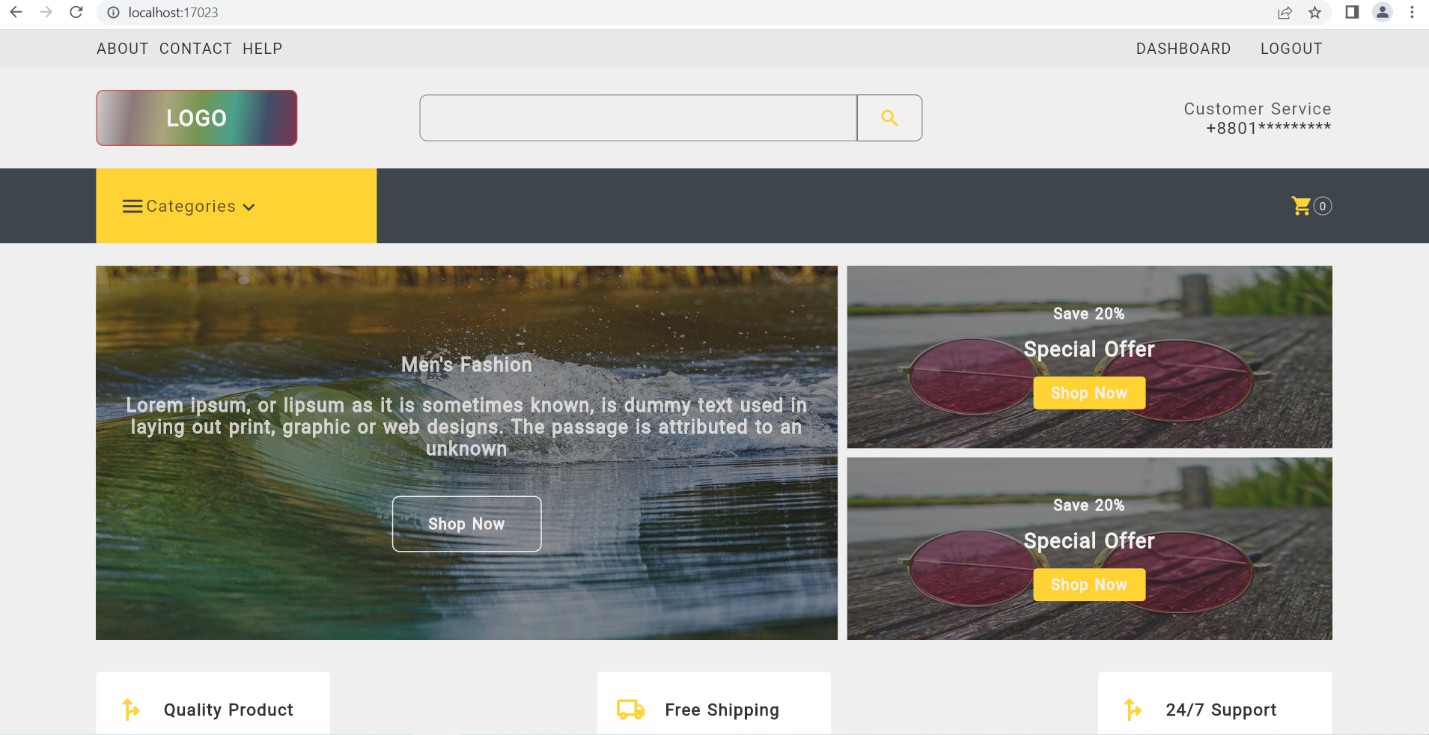 localhost:17023
ABOUT CONTACT HELP
DASHBOARD LOGOUT
LOGO
Customer Service
+8801*********
Categories
0
Men's Fashion
Lorem ipsum, or lipsum as it is sometimes known, is dummy text used in
laying out print, graphic or web designs. The passage is attributed to an
unknown
Shop Now
Save 20%
Special Offer
Shop Now
Save 20%
Special Offer
Shop Now
Quality Product
Free Shipping
24/7 Support